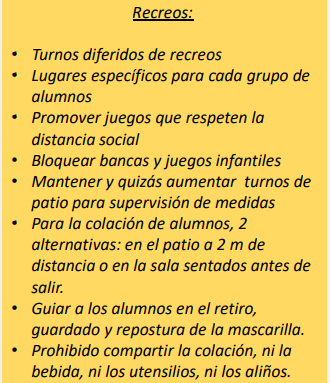 Recreos:
• Turnos diferidos de recreos
• Lugares específicos para cada grupo de
alumnos
• Promover juegos que respeten la
distancia social
• Bloquear bancas y juegos infantiles
• Mantener y quizás aumentar turnos de
patio para supervisión de medidas
• Para la colación de alumnos, 2
alternativas: en el patio a 2 m de
distancia o en la sala sentados antes de
salir.
• Guiar a los alumnos en el retiro,
guardado y repostura de la mascarilla.
• Prohibido compartir la colación, ni la
bebida, ni los utensilios, ni los aliños.